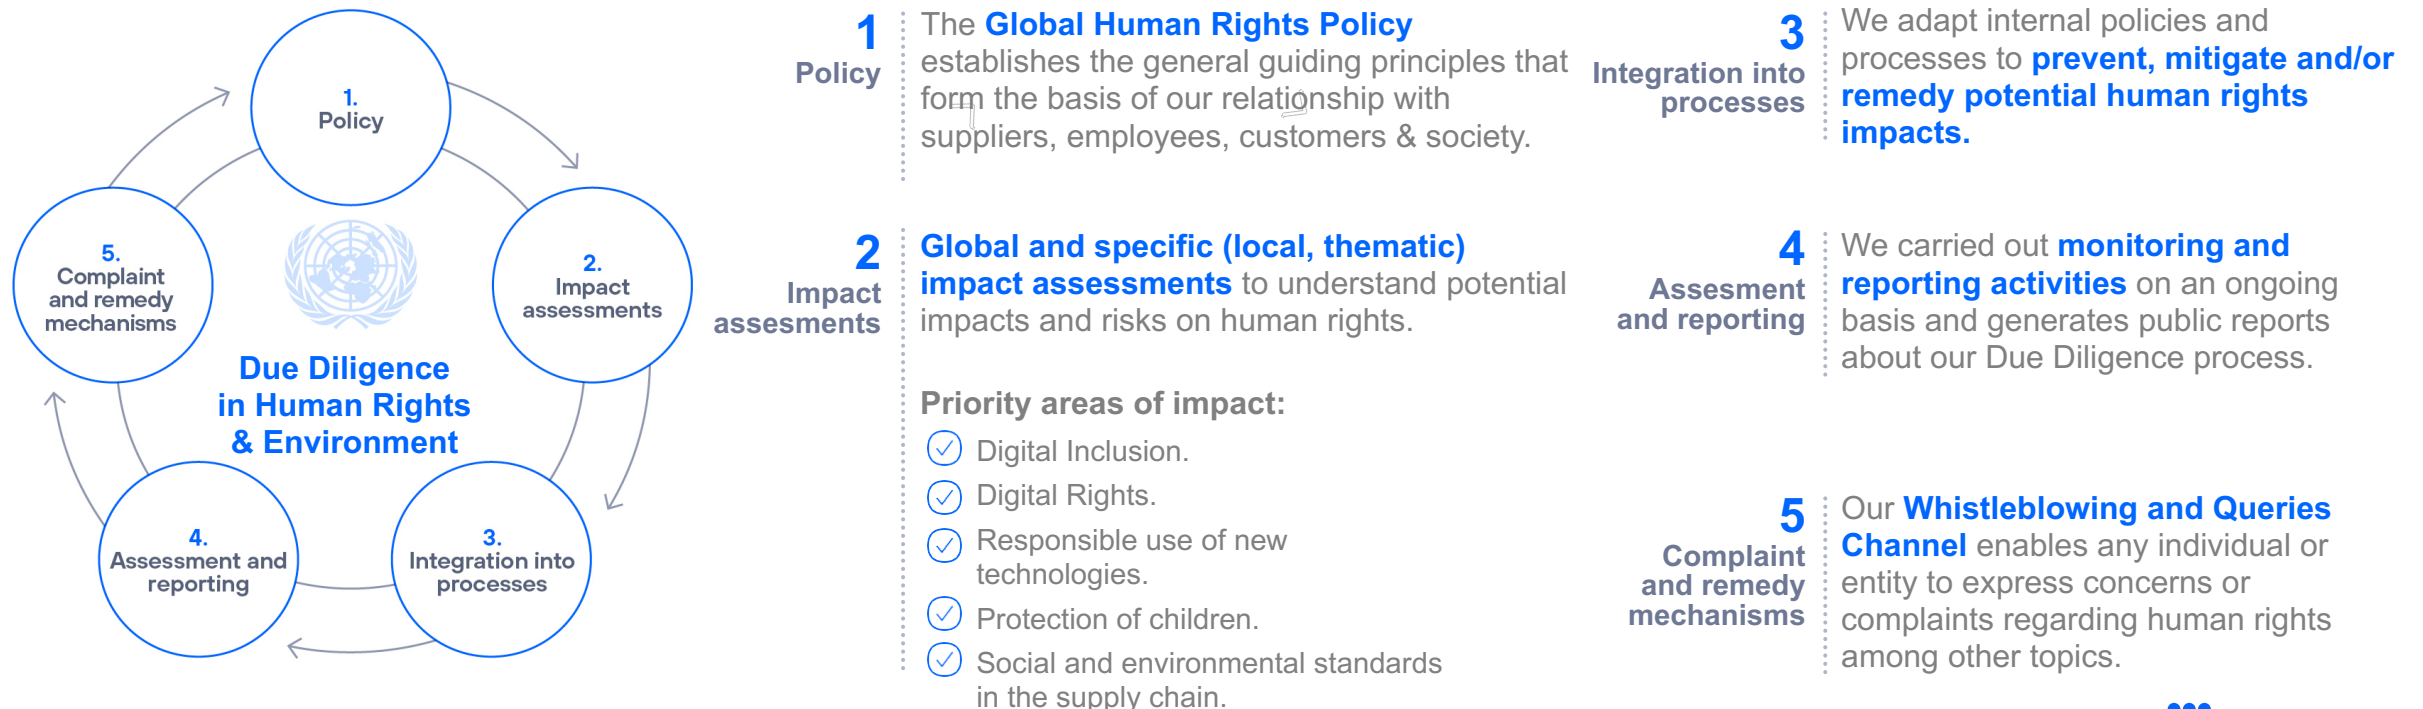 1.
Policy
2.
Impact
assessments
3.
Integration into
processes
4.
Assessment and
reporting
5.
Complaint
and remedy
mechanisms
Due Diligence
in Human Rights
& Environment
1
Policy
The Global Human Rights Policy
establishes the general guiding principles that
form the basis of our relationship with
suppliers, employees, customers & society.
2
Impact
assesments
Global and specific (local, thematic)
impact assessments to understand potential
impacts and risks on human rights.
Priority areas of impact:
Digital Inclusion.
Digital Rights.
Responsible use of new
technologies.
Protection of children.
Social and environmental standards
in the supply chain.
3
Integration into
processes
We adapt internal policies and
processes to prevent, mitigate and/or
remedy potential human rights
impacts.
4
Assesment
and reporting
We carried out monitoring and
reporting activities on an ongoing
basis and generates public reports
about our Due Diligence process.
5
Complaint
and remedy
mechanisms
Our Whistleblowing and Queries
Channel enables any individual or
entity to express concerns or
complaints regarding human rights
among other topics.